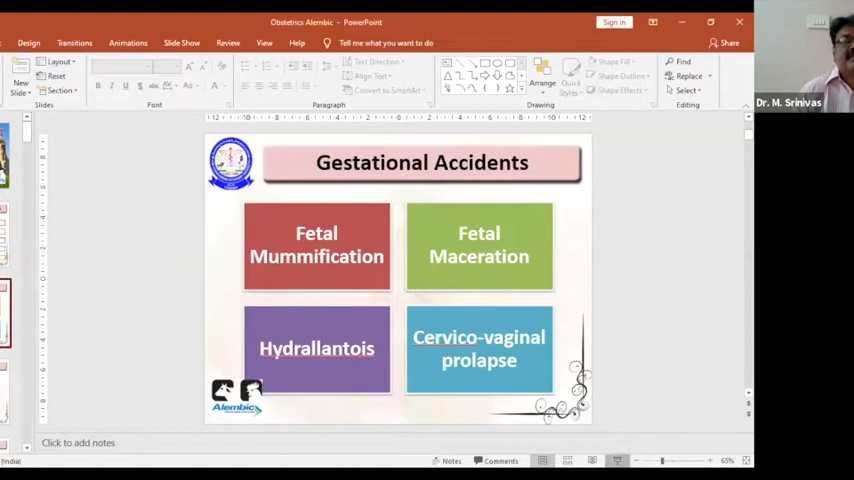 Obstetrics Alembic - PowerPoint
Sign in
Design Transitions Animations Slide Show Review View Help Tell me what you want to do
Share
New
Slide
Layout
Reset
Section
Slides
B I U S
Font
Text Direction
Align Text
Convert to SmartArt
Paragraph
Arrange
Quick
Styles
Shape Fill
Shape Outline
Shape Effects
Drawing
Find
Replace
Select
Editing
Dr. M. Srinivas
Gestational Accidents
Fetal
Mummification
Fetal
Maceration
Hydrallantois
Cervico-vaginal
prolapse
Alembic
Click to add notes
(India)
Notes
Comments
65%